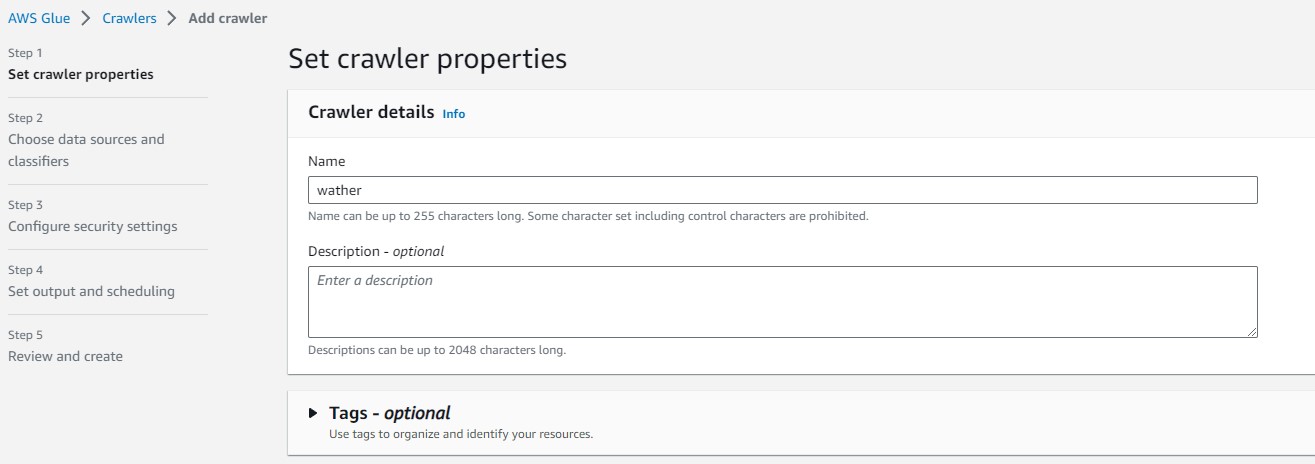 AWS Glue > Crawlers > Add crawler
Step 1
Set crawler properties
Step 2
Choose data sources and
classifiers
Step 3
Configure security settings
Step 4
Set output and scheduling
Step 5
Review and create
Set crawler properties
Crawler details Info
Name
wather
Name can be up to 255 characters long. Some character set including control characters are prohibited.
Description - optional
Enter a description
Descriptions can be up to 2048 characters long.
Tags - optional
Use tags to organize and identify your resources.